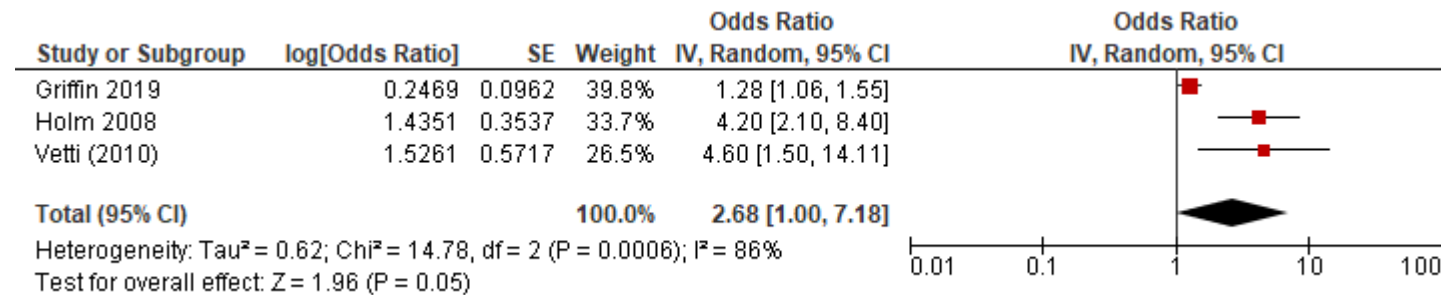 Odds Ratio Odds Ratio
Study or Subgroup log[Odds Ratio] SE Weight IV, Random, 95% CI IV, Random, 95% CI
Griffin 2019 0.2469 0.0962 39.8% 1.28 [1.06, 1.55]
Holm 2008 1.4351 0.3537 33.7% 4.20 [2.10, 8.40]
Vetti (2010) 1.5261 0.5717 26.5% 4.60 [1.50, 14.11]
Total (95% CI) 100.0% 2.68 [1.00, 7.18]
Heterogeneity: Tau² = 0.62; Chi² = 14.78, df = 2 (P = 0.0006); I² = 86%
Test for overall effect: Z = 1.96 (P = 0.05)
0.01 0.1 1 10 100